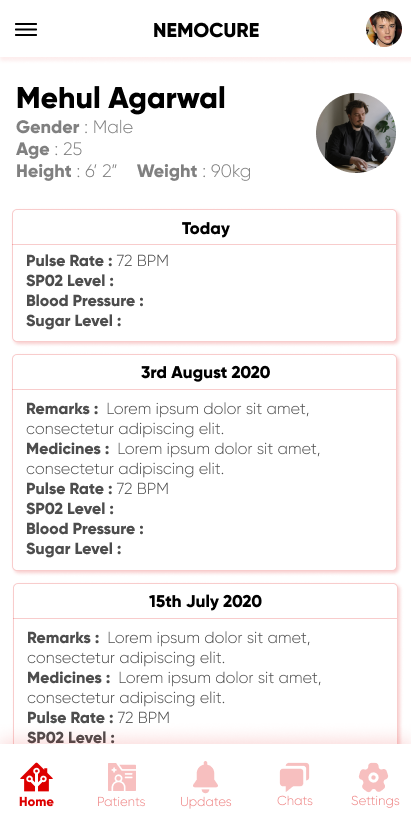 NEMOCURE
Mehul Agarwal
Gender : Male
Age : 25
Height : 6’ 2” Weight : 90kg
Today
Pulse Rate : 72 BPM
SP02 Level :
Blood Pressure :
Sugar Level :
3rd August 2020
Remarks : Lorem ipsum dolor sit amet,
consectetur adipiscing elit.
Medicines : Lorem ipsum dolor sit amet,
consectetur adipiscing elit.
Pulse Rate : 72 BPM
SP02 Level :
Blood Pressure :
Sugar Level :
15th July 2020
Remarks : Lorem ipsum dolor sit amet,
consectetur adipiscing elit.
Medicines : Lorem ipsum dolor sit amet,
consectetur adipiscing elit.
Pulse Rate : 72 BPM
SP02 Level :
Home Patients Updates Chats Settings